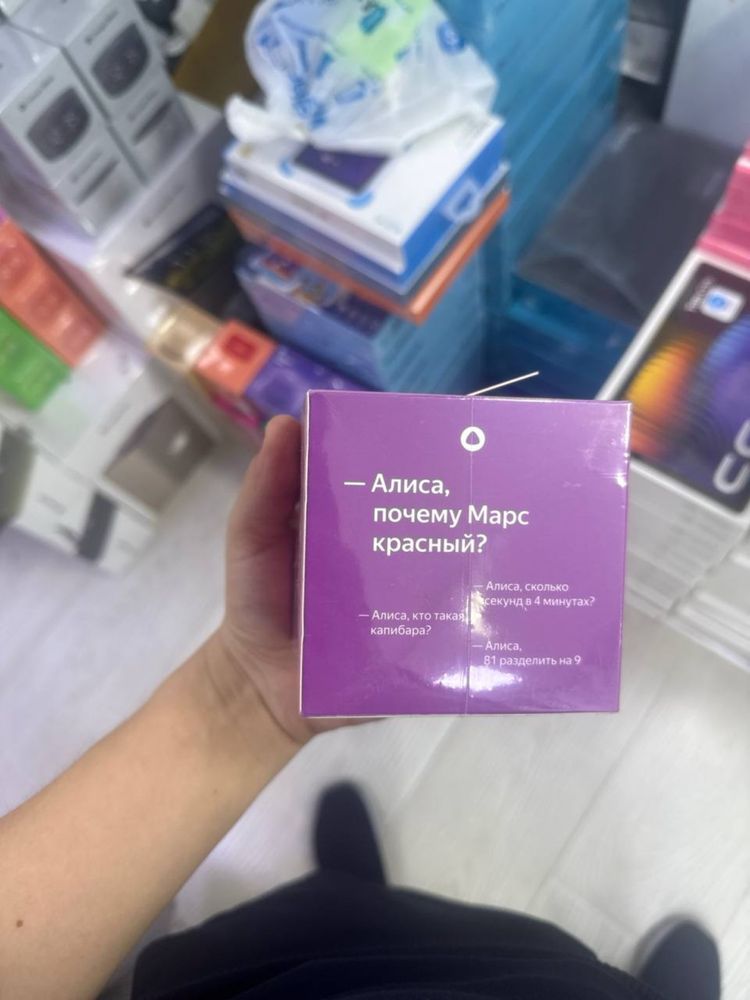 — Алиса,
почему Марс
красный?
— Алиса, сколько
секунд в 4 минутах?
— Алиса, кто такая
капибара?
— Алиса,
81 разделить на 9